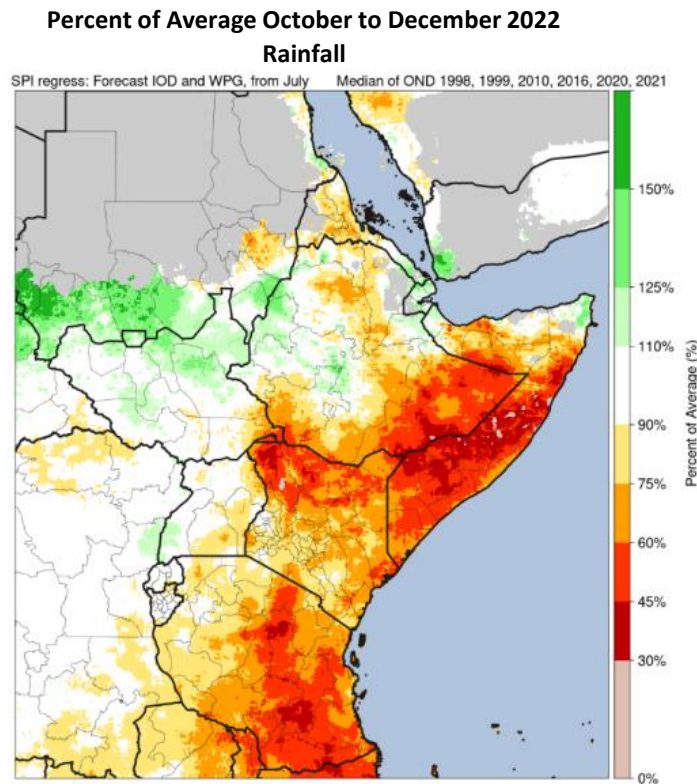 Percent of Average October to December 2022
Rainfall
SPI regress: Forecast IOD and WPG, from July
Median of OND 1998, 1999, 2010, 2016, 2020, 2021
150%
125%
110%
90%
75%
60%
45%
30%
0%
Percent of Average (%)